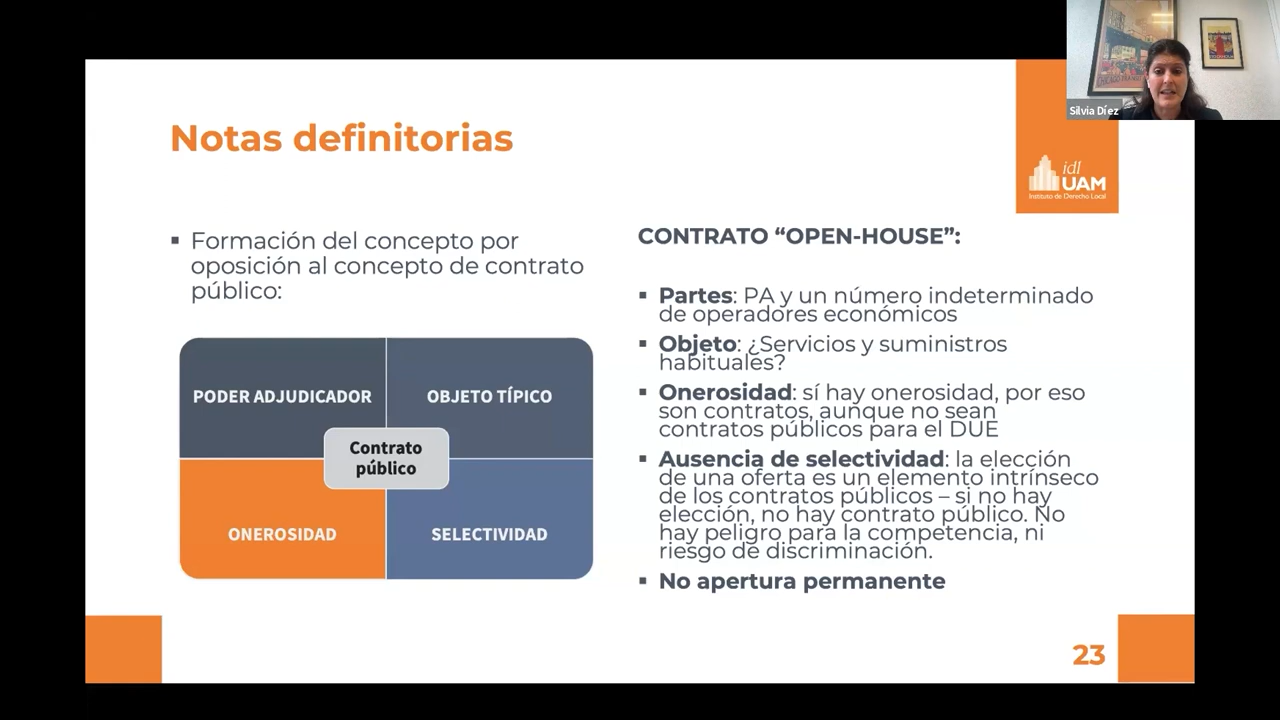 Silvia Díez
Notas definitorias
idl
UAM
Instituto de Derecho Local
▪ Formación del concepto por
oposición al concepto de contrato
público:
PODER ADJUDICADOR
OBJETO TÍPICO
Contrato
público
ONEROSIDAD
SELECTIVIDAD
CONTRATO “OPEN-HOUSE”:
▪ Partes: PA y un número indeterminado
de operadores económicos
▪ Objeto: ¿Servicios y suministros
habituales?
▪ Onerosidad: sí hay onerosidad, por eso
son contratos, aunque no sean
contratos públicos para el DUE
▪ Ausencia de selectividad: la elección
de una oferta es un elemento intrínseco
de los contratos públicos – si no hay
elección, no hay contrato público. No
hay peligro para la competencia, ni
riesgo de discriminación.
▪ No apertura permanente
23